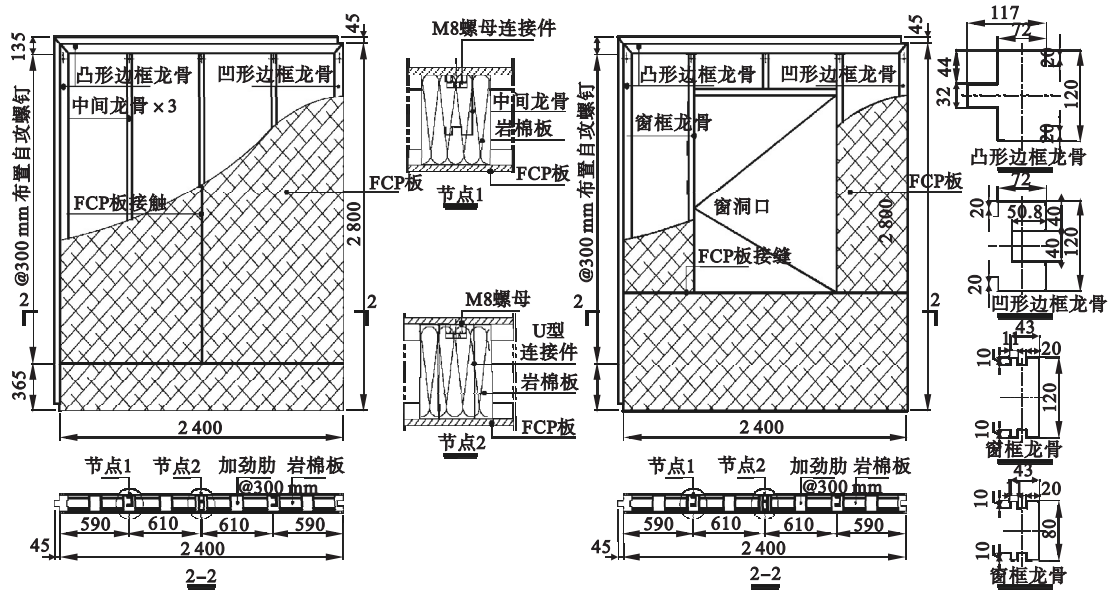 45
135
凸形边框龙骨
凹形边框龙骨
中间龙骨×3
@300 mm布置自攻螺钉
FCP板
FCP板接触
2 800
2
2
365
2 400
节点1
节点2
加劲肋
岩棉板
@300 mm
590
610
610
590
45
2 400
2-2
M8螺母连接件
中间龙骨
岩棉板
FCP板
节点1
M8螺母
U型
连接件
岩棉板
FCP板
节点2
45
135
凸形边框龙骨
凹形边框龙骨
窗框龙骨
@300 mm布置自攻螺钉
FCP板
窗洞口
2 800
FCP板接缝
2
2
365
2 400
节点1
节点2
加劲肋
岩棉板
@300 mm
590
610
610
590
45
2 400
2-2
117
72
20
44
32
120
20
凸形边框龙骨
72
20
50.8
40
40
120
20
凹形边框龙骨
43
11
20
10
120
10
窗框龙骨
43
20
10
80
10
窗框龙骨